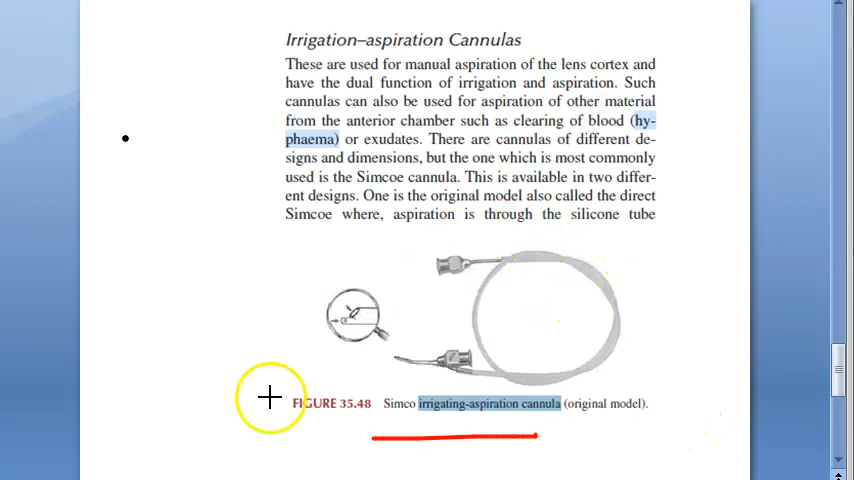 Irrigation–aspiration Cannulas
These are used for manual aspiration of the lens cortex and
have the dual function of irrigation and aspiration. Such
cannulas can also be used for aspiration of other material
from the anterior chamber such as clearing of blood (hy-
phaema) or exudates. There are cannulas of different de-
signs and dimensions, but the one which is most commonly
used is the Simcoe cannula. This is available in two differ-
ent designs. One is the original model also called the direct
Simcoe where, aspiration is through the silicone tube
FIGURE 35.48 Simco irrigating-aspiration cannula (original model).